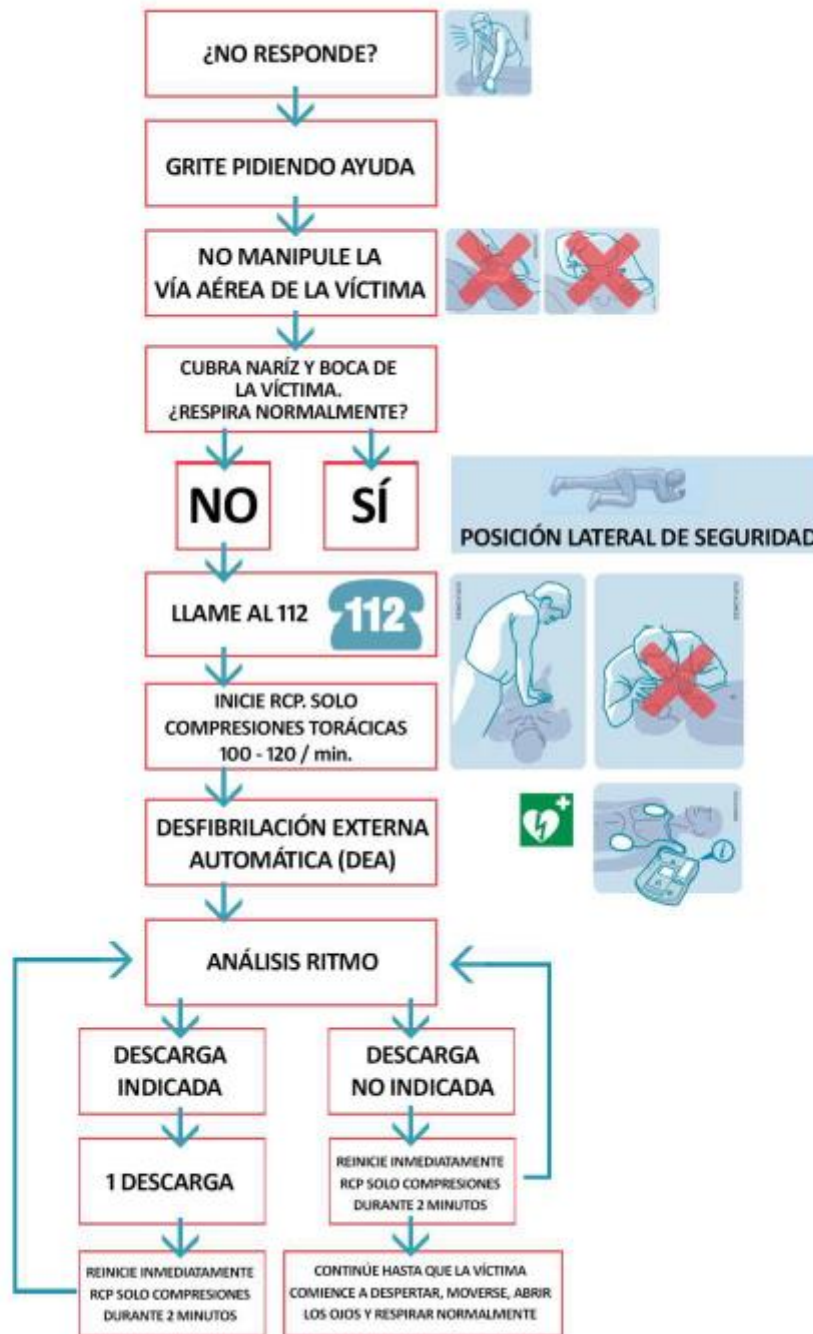 ¿NO RESPONDE?
GRITE PIDIENDO AYUDA
NO MANIPULE LA
VÍA AÉREA DE LA VÍCTIMA
CUBRA NARÍZ Y BOCA DE
LA VÍCTIMA.
¿RESPIRA NORMALMENTE?
NO
SÍ
POSICIÓN LATERAL DE SEGURIDAD
LLAME AL 112
112
INICIE RCP. SOLO
COMPRESIONES TORÁCICAS
100 - 120 / min.
DESFIBRILACIÓN EXTERNA
AUTOMÁTICA (DEA)
ANÁLISIS RITMO
DESCARGA
INDICADA
DESCARGA
NO INDICADA
1 DESCARGA
REINICIE INMEDIATAMENTE
RCP SOLO COMPRESIONES
DURANTE 2 MINUTOS
REINICIE INMEDIATAMENTE
RCP SOLO COMPRESIONES
DURANTE 2 MINUTOS
CONTINÚE HASTA QUE LA VÍCTIMA
COMIENCE A DESPERTAR, MOVERSE, ABRIR
LOS OJOS Y RESPIRAR NORMALMENTE